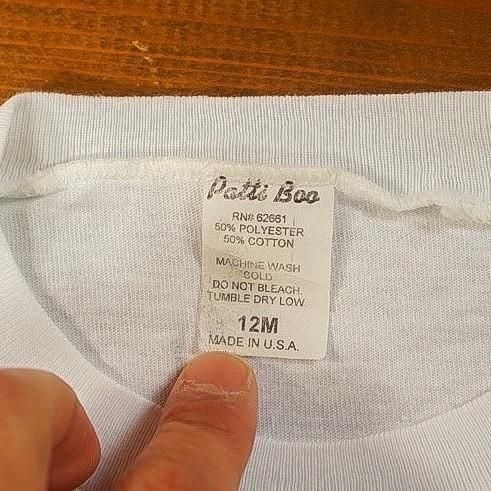 Patti Boo
RN# 62661
50% POLYESTER
50% COTTON
MACHINE WASH
COLD
DO NOT BLEACH
TUMBLE DRY LOW
12M
MADE IN U.S.A.